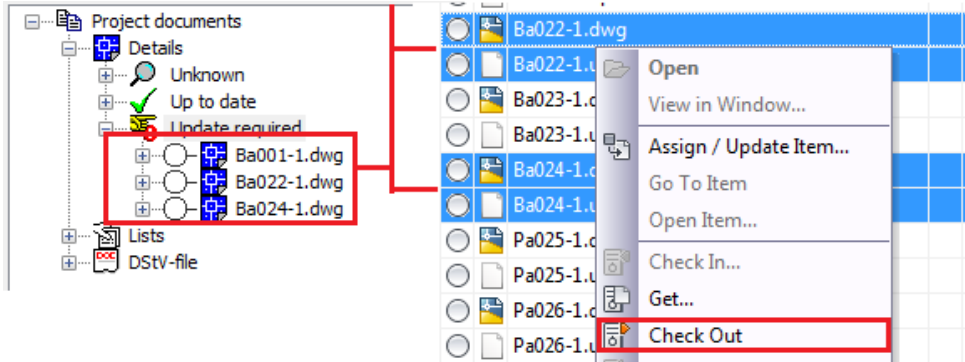 Project documents
Details
Unknown
Up to date
Update required
Ba001-1.dwg
Ba022-1.dwg
Ba024-1.dwg
Lists
DOC
DStV-file
Ba022-1.dwg
Ba022-1.
Ba023-1.
Ba023-1.
Ba024-1.
Ba024-1.
Pa025-1.
Pa025-1.
Pa026-1.
Pa026-1.
Open
View in Window...
Assign / Update Item...
Go To Item
Open Item...
Check In...
Get...
Check Out